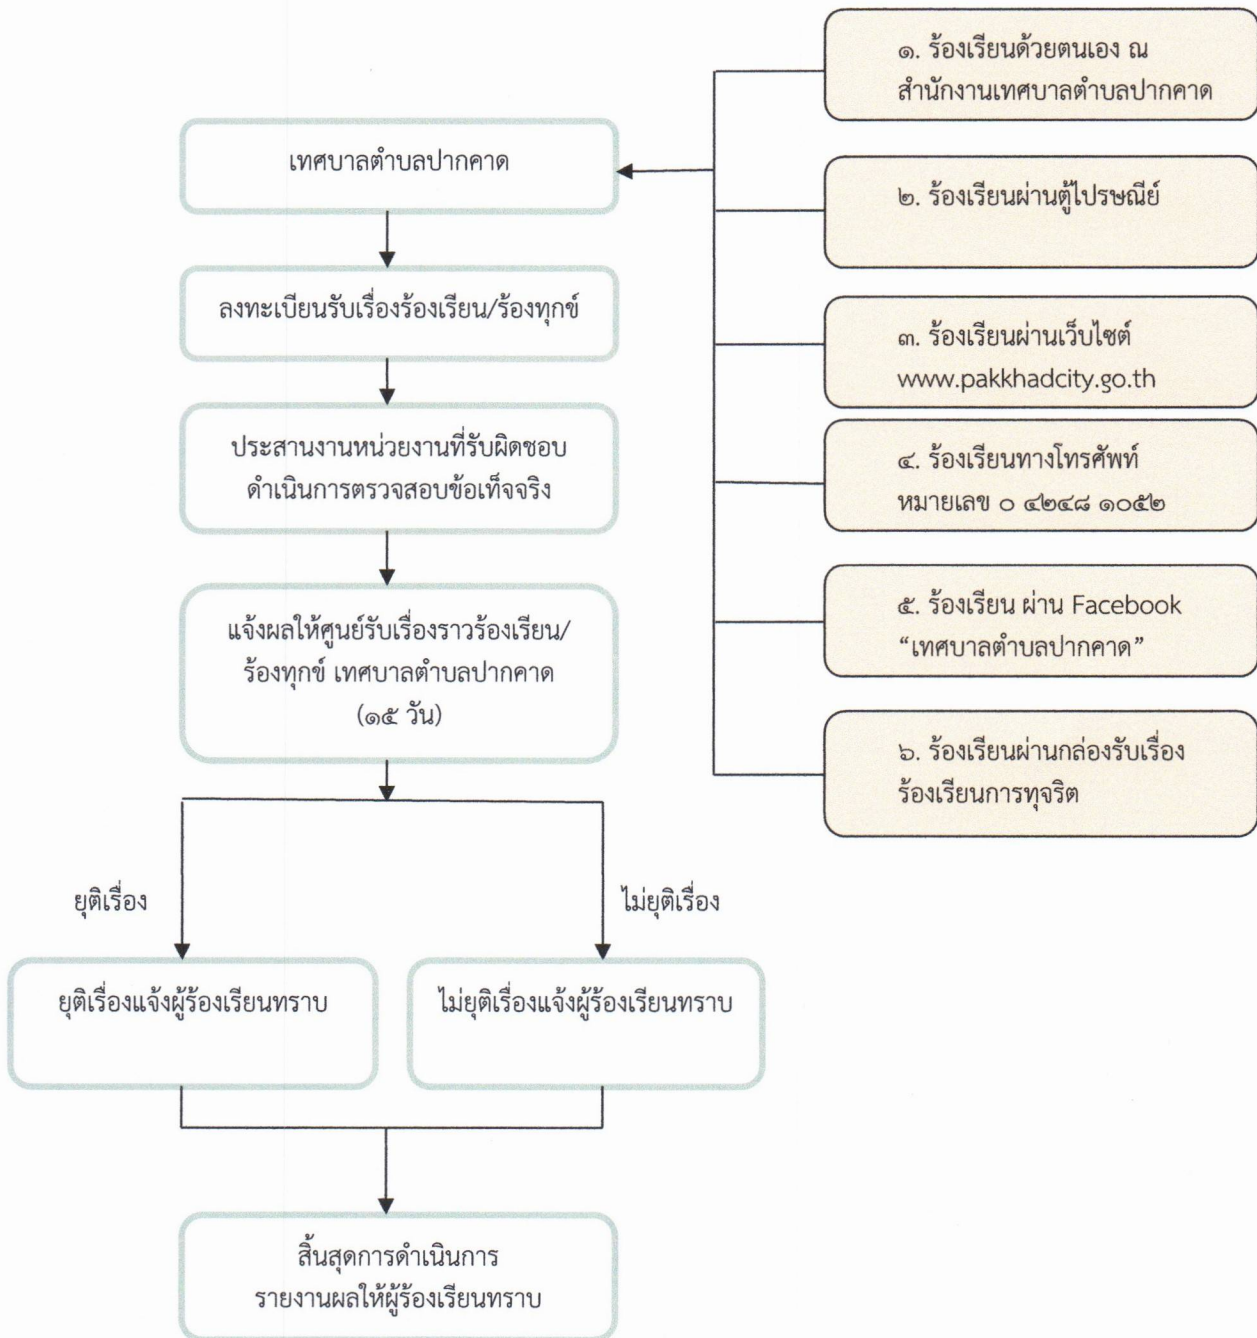 ๑. ร้องเรียนด้วยตนเอง ณ
สำนักงานเทศบาลตำบลปากคาด
เทศบาลตำบลปากคาด
๒. ร้องเรียนผ่านตู้ไปรษณีย์
ลงทะเบียนรับเรื่องร้องเรียน/ร้องทุกข์
๓. ร้องเรียนผ่านเว็บไซต์
www.pakkhadcity.go.th
ประสานงานหน่วยงานที่รับผิดชอบ
ดำเนินการตรวจสอบข้อเท็จจริง
๔. ร้องเรียนทางโทรศัพท์
หมายเลข ๐ ๔๒๔๘ ๑๐๕๒
แจ้งผลให้ศูนย์รับเรื่องราวร้องเรียน/
ร้องทุกข์ เทศบาลตำบลปากคาด
(๑๕ วัน)
๕. ร้องเรียน ผ่าน Facebook
“เทศบาลตำบลปากคาด”
๖. ร้องเรียนผ่านกล่องรับเรื่อง
ร้องเรียนการทุจริต
ยุติเรื่อง
ไม่ยุติเรื่อง
ยุติเรื่องแจ้งผู้ร้องเรียนทราบ
ไม่ยุติเรื่องแจ้งผู้ร้องเรียนทราบ
สิ้นสุดการดำเนินการ
รายงานผลให้ผู้ร้องเรียนทราบ